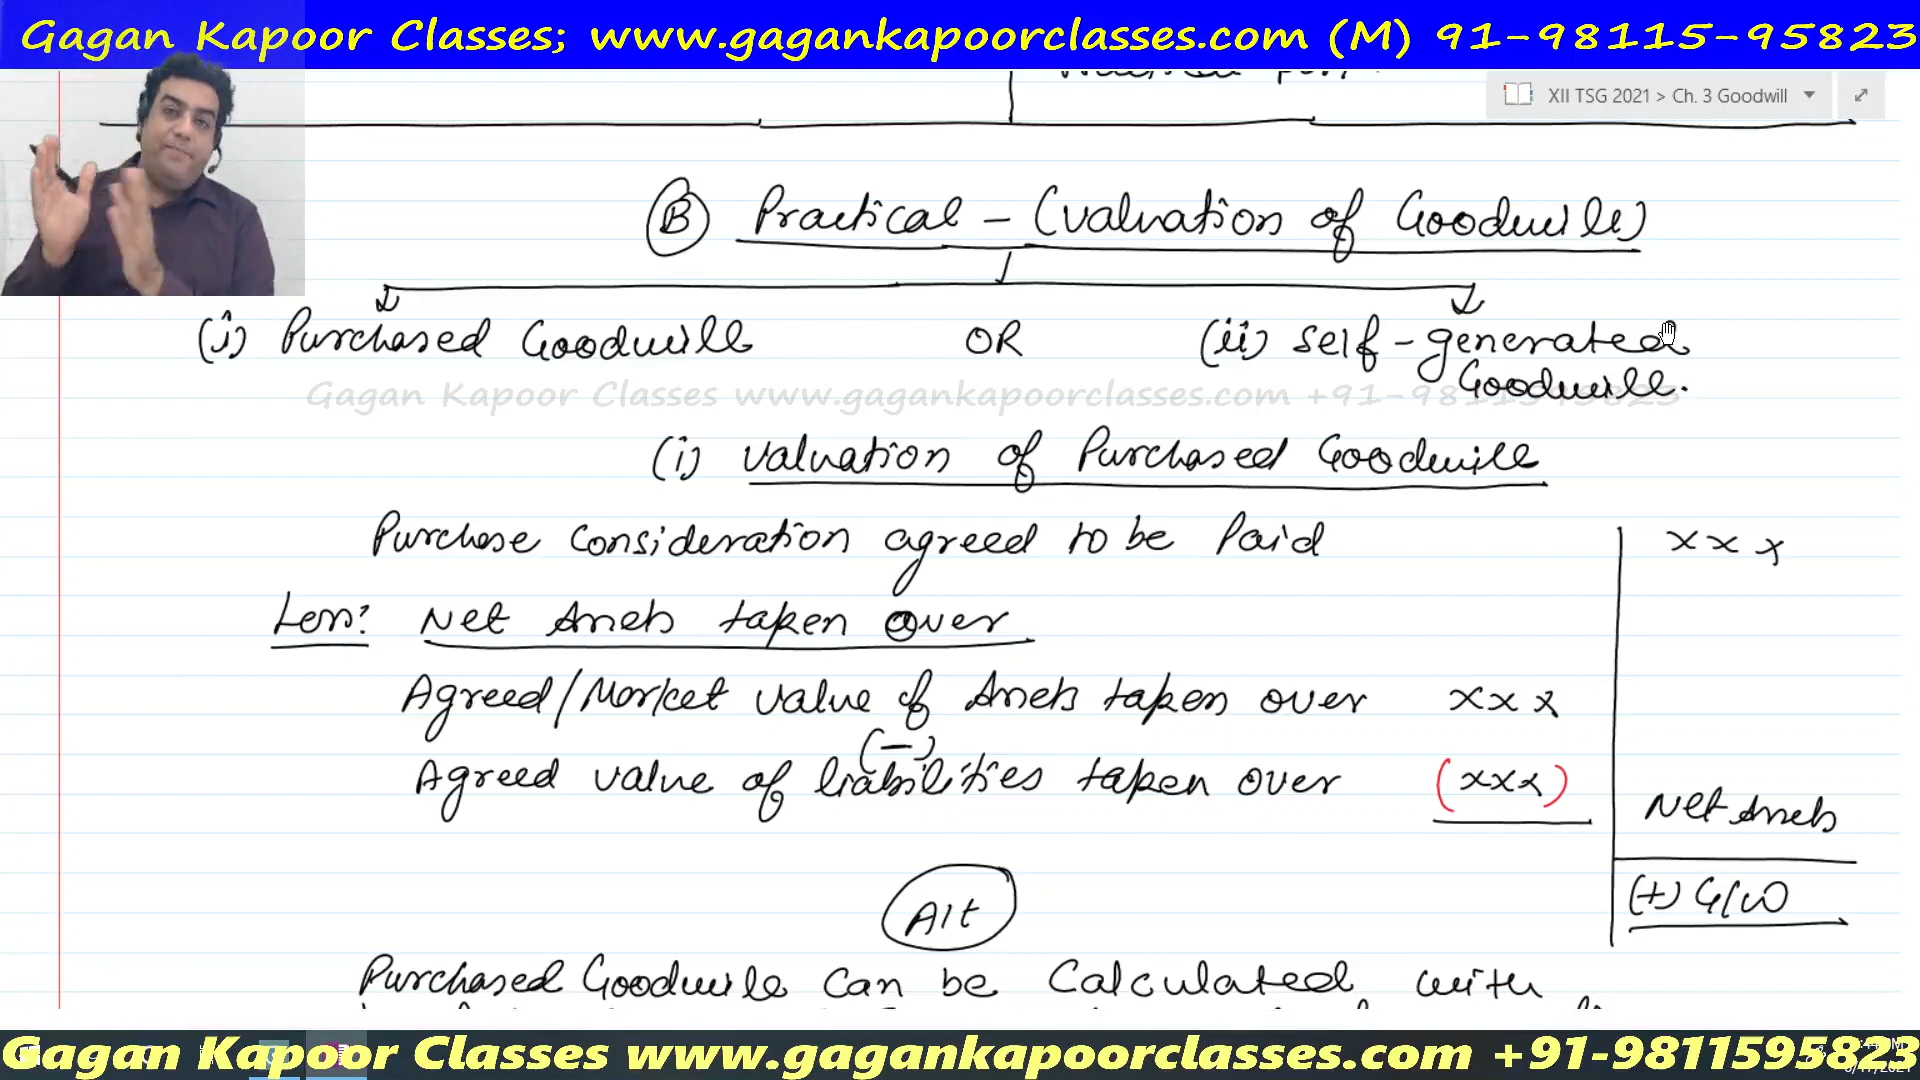 Gagan Kapoor Classes; www.gagankapoorclasses.com (M) 91-98115-95823
XII TSG 2021 > Ch. 3 Goodwill
(B) Practical - (Valuation of Goodwill)
(i) Purchased Goodwill OR (ii) Self-generated
Goodwill.
Gagan Kapoor Classes www.gagankapoorclasses.com +91-9811595823
(i) Valuation of Purchased Goodwill
Purchase Consideration agreed to be Paid xxx
Less: Net Assets taken over
Agreed/Market value of Assets taken over xxx
(-)
Agreed value of liabilities taken over (xxx)
Net Assets
Alt
(+) G/W
Purchased Goodwill can be Calculated with
Gagan Kapoor Classes www.gagankapoorclasses.com +91-9811595823